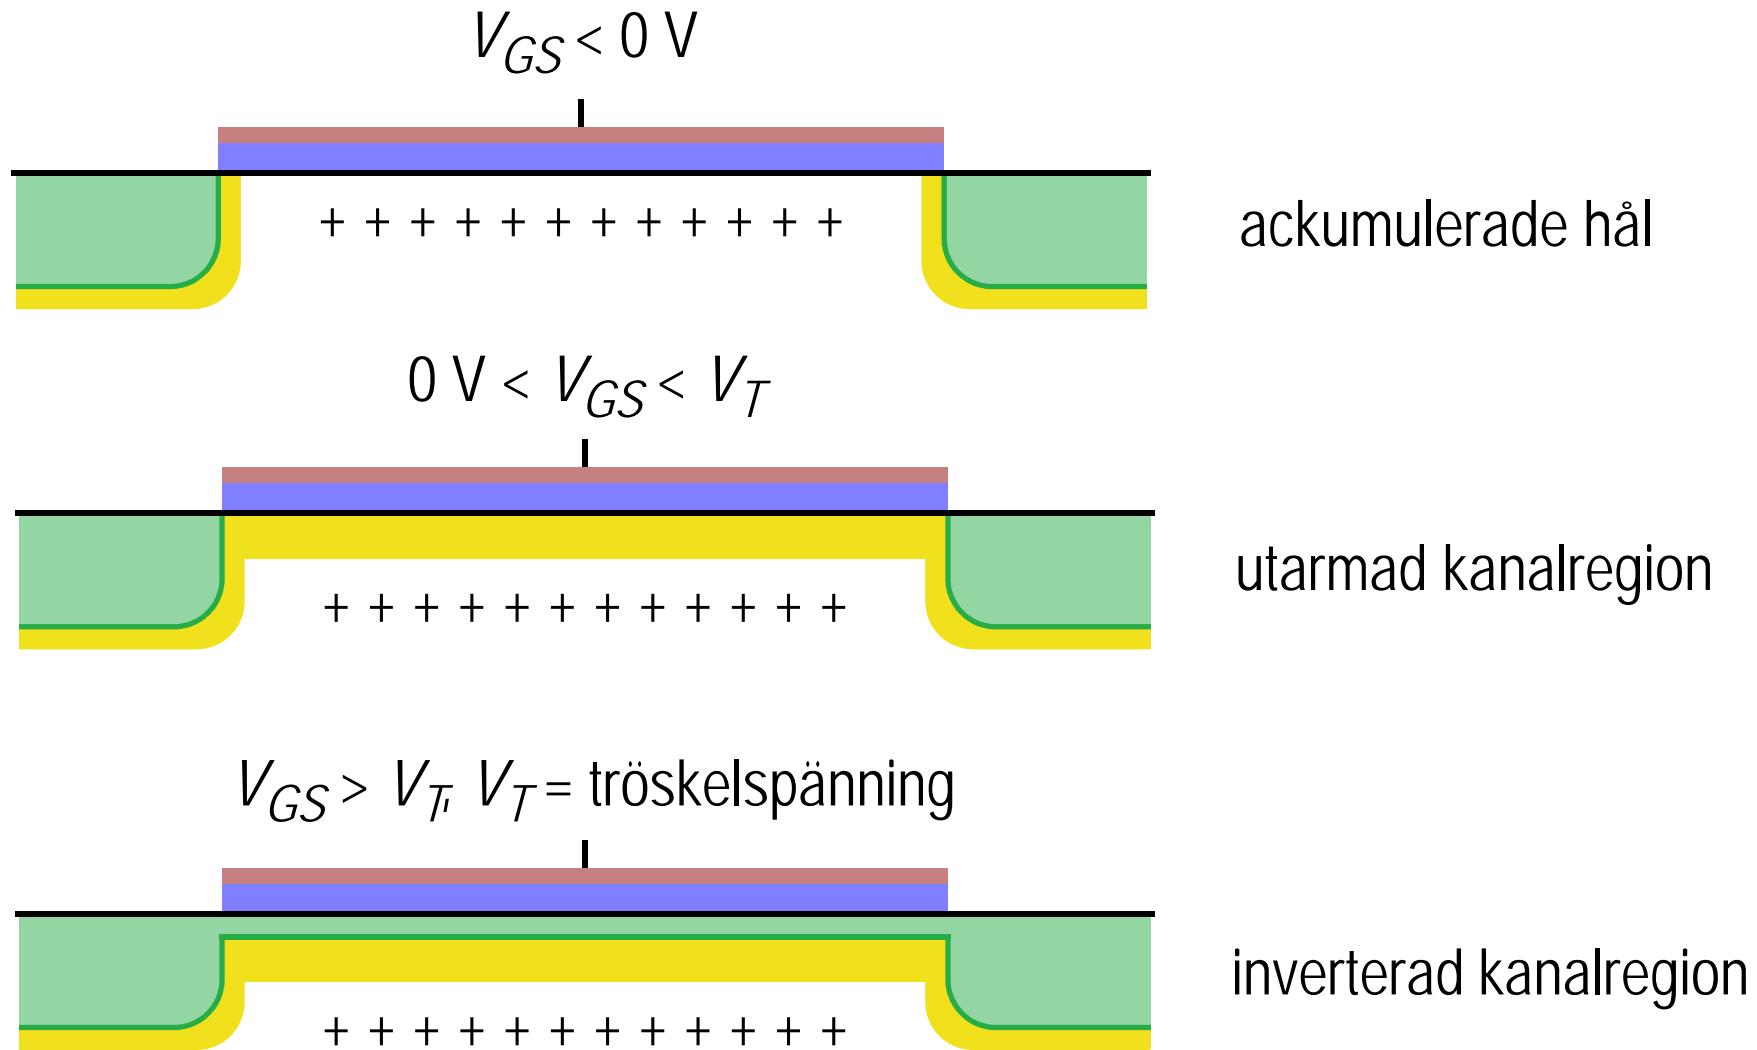 V_GS < 0 V
+ + + + + + + + + + + +
ackumulerade hål
0 V < V_GS < V_T
utarmad kanalregion
+ + + + + + + + + + + +
V_GS > V_T, V_T = tröskelspänning
inverterad kanalregion
+ + + + + + + + + + + +